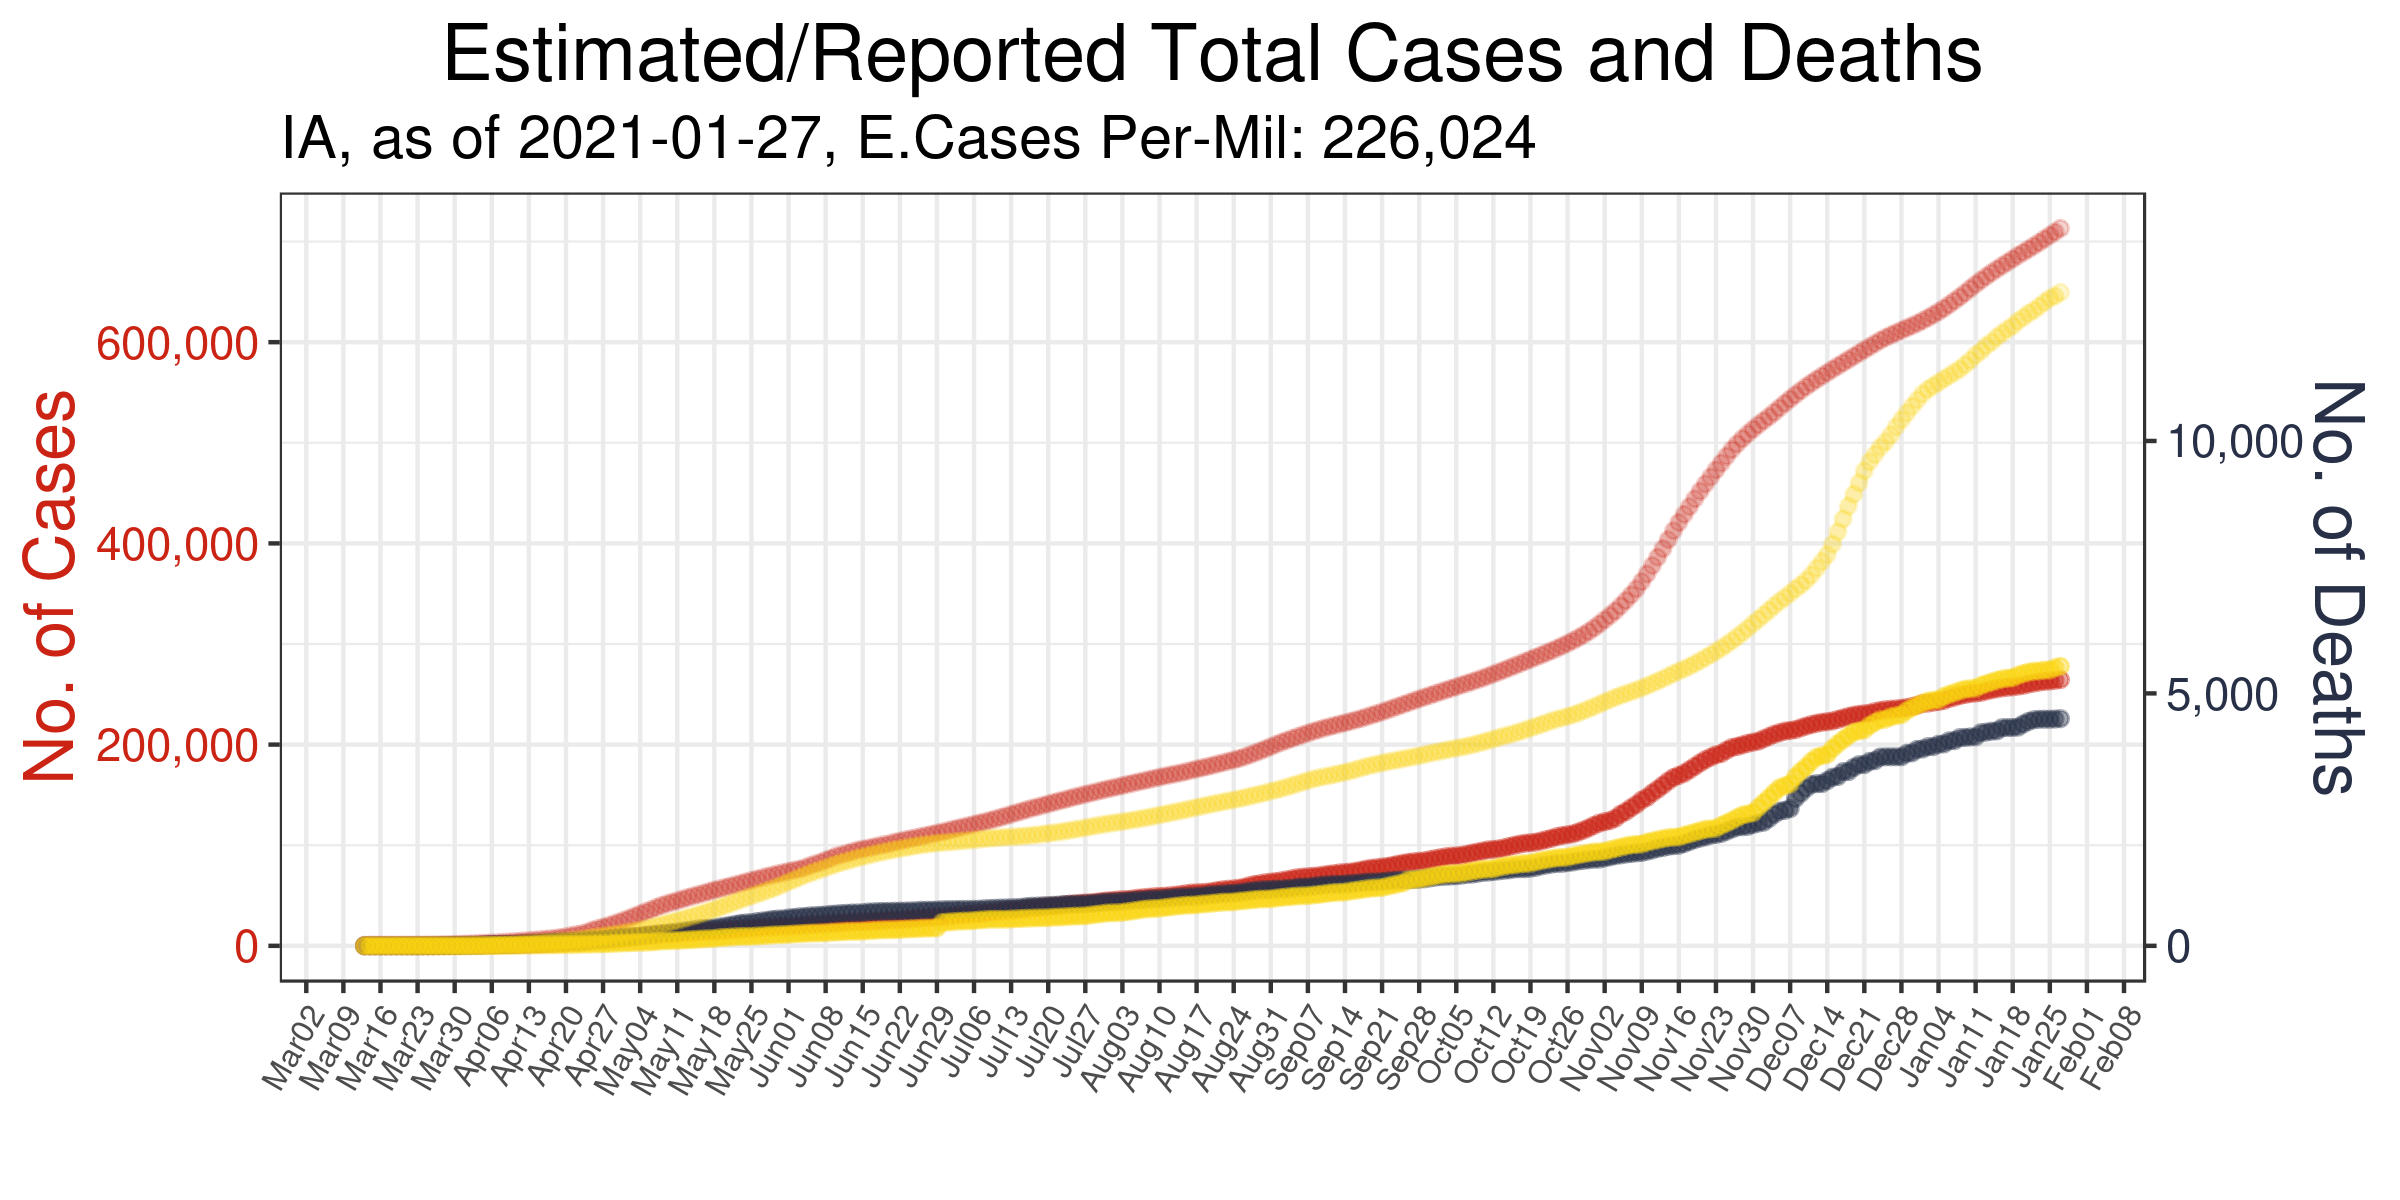 Estimated/Reported Total Cases and Deaths
IA, as of 2021-01-27, E.Cases Per-Mil: 226,024
No. of Cases
600,000
400,000
200,000
0
10,000
5,000
0
No. of Deaths
Mar02 Mar09 Mar16 Mar23 Mar30 Apr06 Apr13 Apr20 Apr27 May04 May11 May18 May25 Jun01 Jun08 Jun15 Jun22 Jun29 Jul06 Jul13 Jul20 Jul27 Aug03 Aug10 Aug17 Aug24 Aug31 Sep07 Sep14 Sep21 Sep28 Oct05 Oct12 Oct19 Oct26 Nov02 Nov09 Nov16 Nov23 Nov30 Dec07 Dec14 Dec21 Dec28 Jan04 Jan11 Jan18 Jan25 Feb01 Feb08